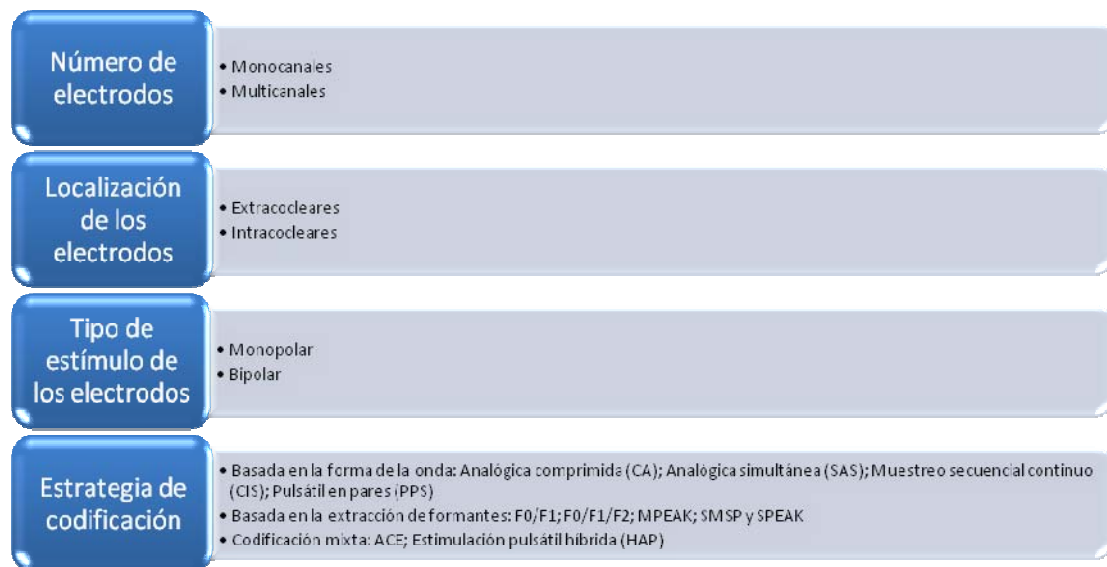 Número de
electrodos
• Monocanales
• Multicanales
Localización
de los
electrodos
• Extracocleares
• Intracocleares
Tipo de
estímulo de
los electrodos
• Monopolar
• Bipolar
Estrategia de
codificación
• Basada en la forma de la onda: Analógica comprimida (CA); Analógica simultánea (SAS); Muestreo secuencial continuo
(CIS); Pulsátil en pares (PPS)
• Basada en la extracción de formantes: F0/F1; F0/F1/F2; MPEAK; SMSP y SPEAK
• Codificación mixta: ACE; Estimulación pulsátil híbrida (HAP)